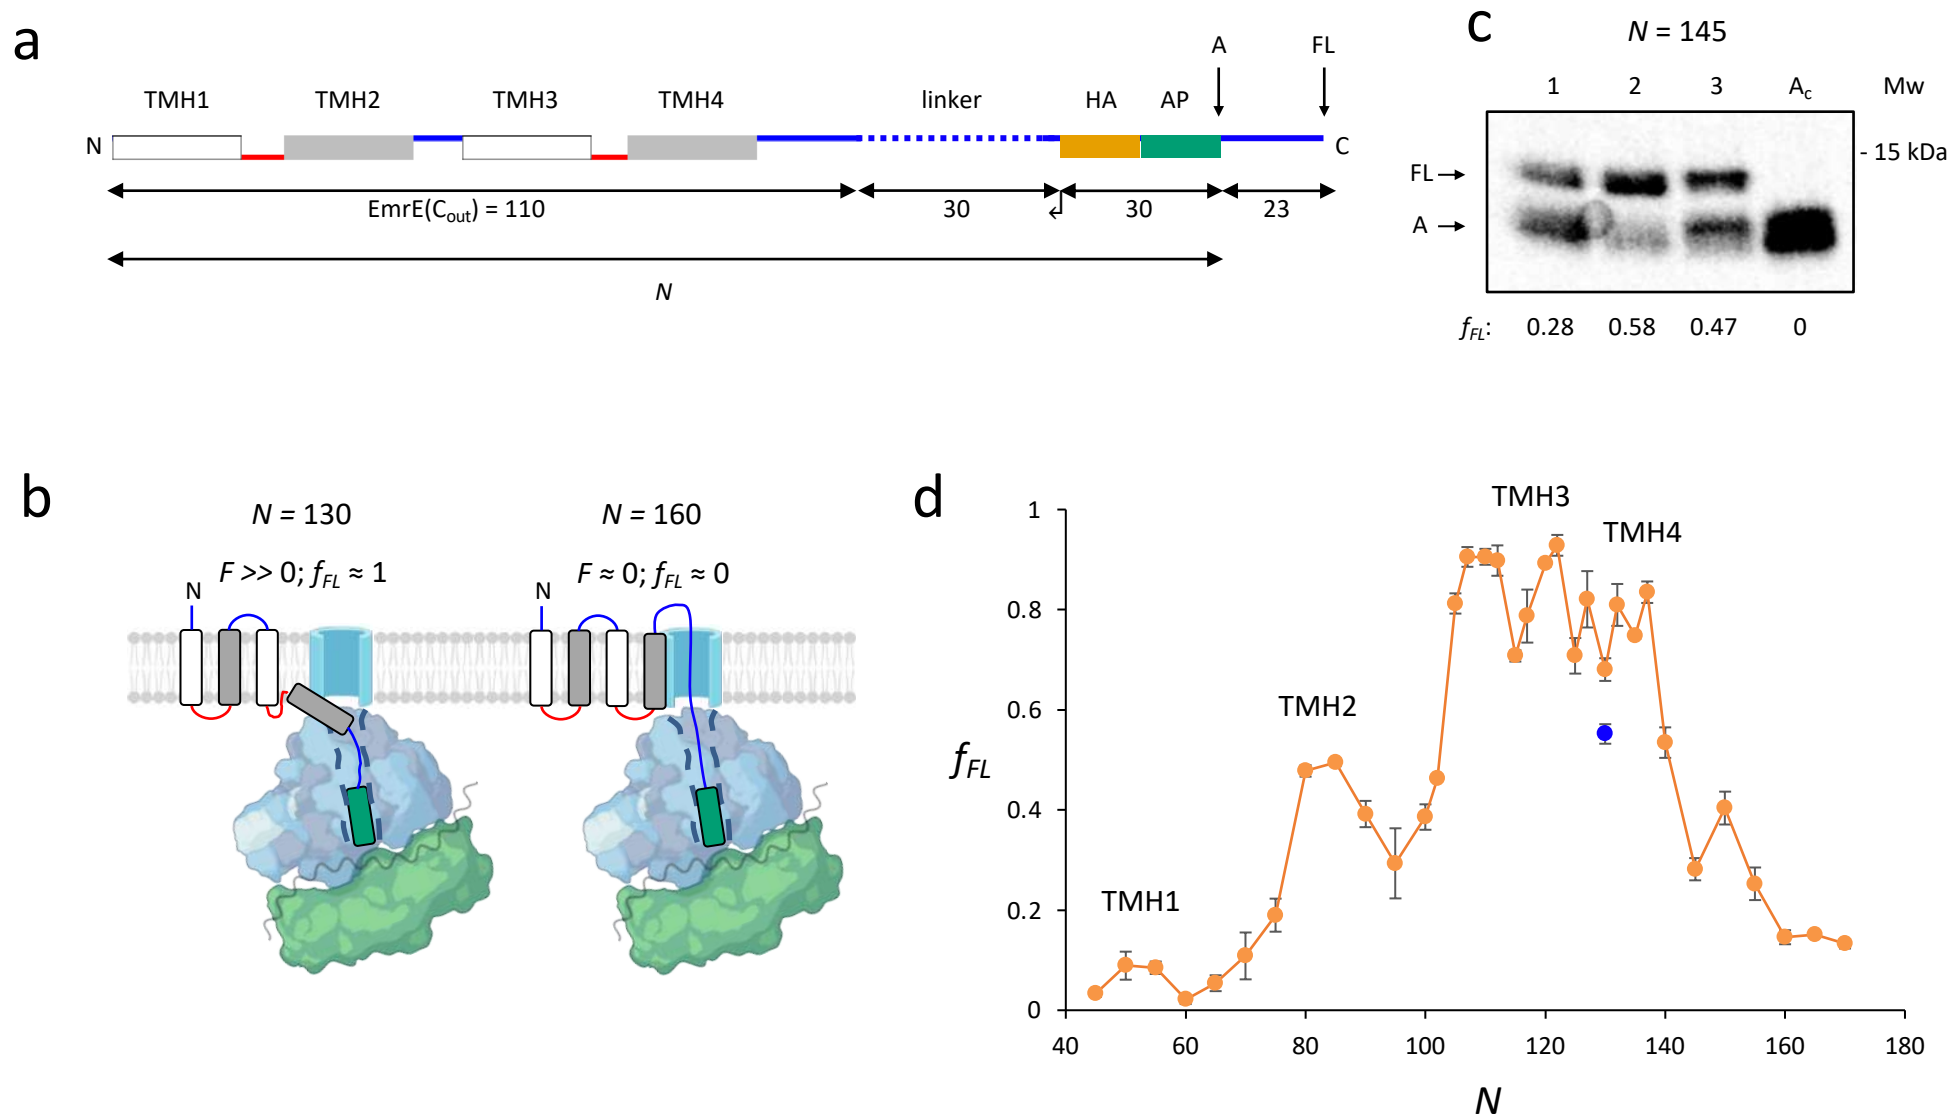 a
A FL
TMH1 TMH2 TMH3 TMH4 linker HA AP
N C
EmrE(Cout) = 110 30 30 23
N
c
N = 145
1 2 3 Ac Mw
- 15 kDa
FL
A
fFL: 0.28 0.58 0.47 0
b
N = 130 N = 160
F >> 0; fFL ≈ 1 F ≈ 0; fFL ≈ 0
N N
d
TMH3
TMH4
TMH2
TMH1
fFL
1
0.8
0.6
0.4
0.2
0
40 60 80 100 120 140 160 180
N